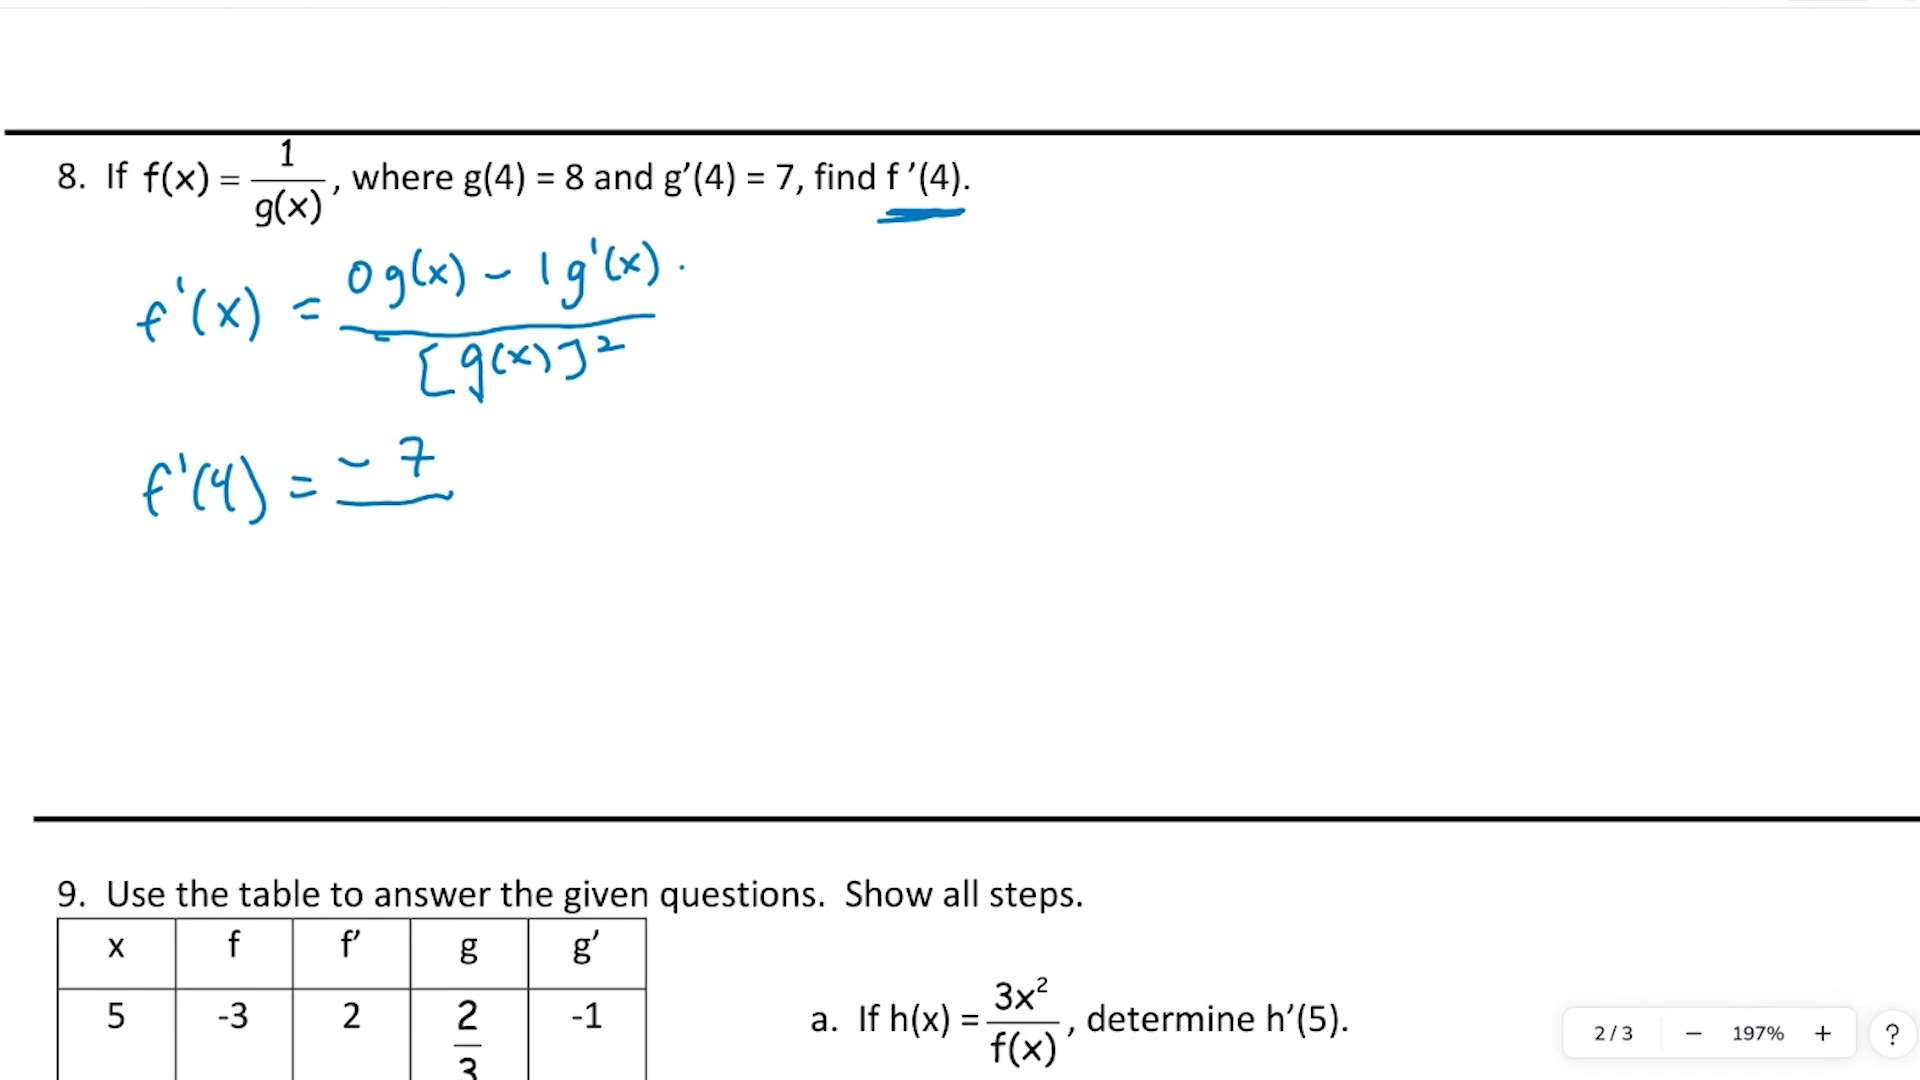 8. If f(x) = 1/g(x), where g(4) = 8 and g′(4) = 7, find f ′(4).
f'(x) = 0g(x) - 1g'(x) .
[g(x)]²
f'(4) = - 7
9. Use the table to answer the given questions. Show all steps.
x f f′ g g′
5 -3 2 2/3 -1
a. If h(x) = 3x²/f(x), determine h′(5).
2 / 3 − 197% + ?